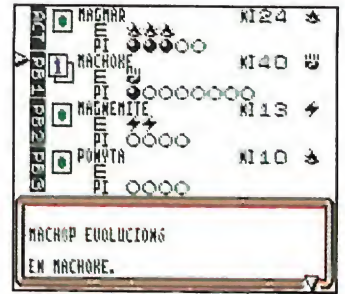 ACT MAGMAR NI24
E
PI
PB1 1 MACHOKE NI40
E
PI
PB2 MAGNEMITE NI13
E
PI
PB3 PONYTA NI10
E
PI
MACHOP EVOLUCIONÓ
EN MACHOKE.